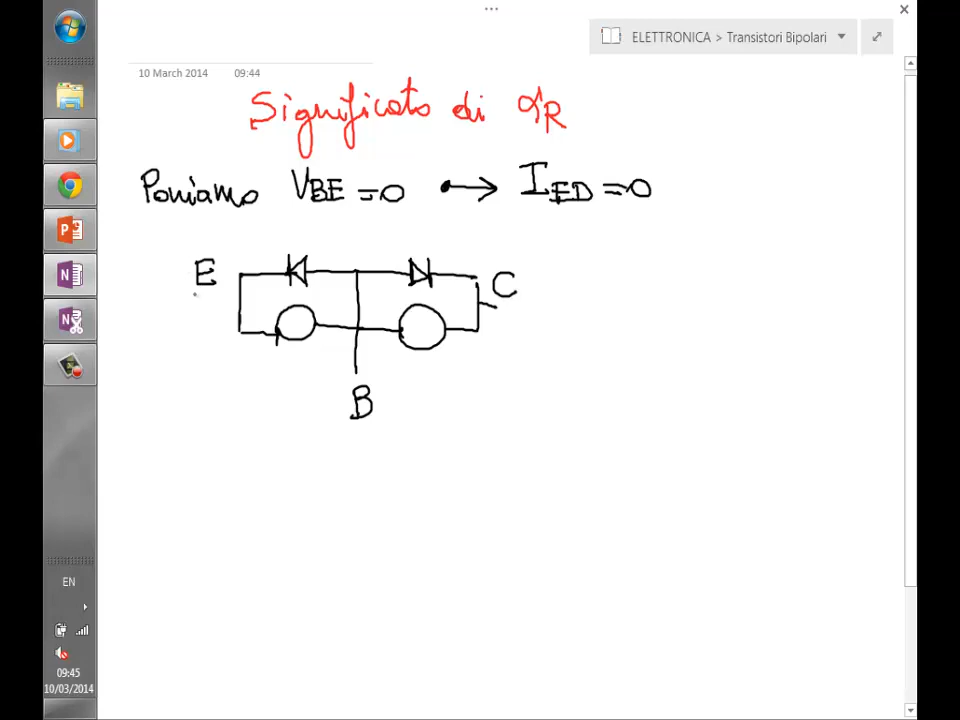 ELETTRONICA > Transistori Bipolari
10 March 2014 09:44
Significato di αR
Poniamo VBE=0 → IED=0
E
C
B
EN
09:45
10/03/2014